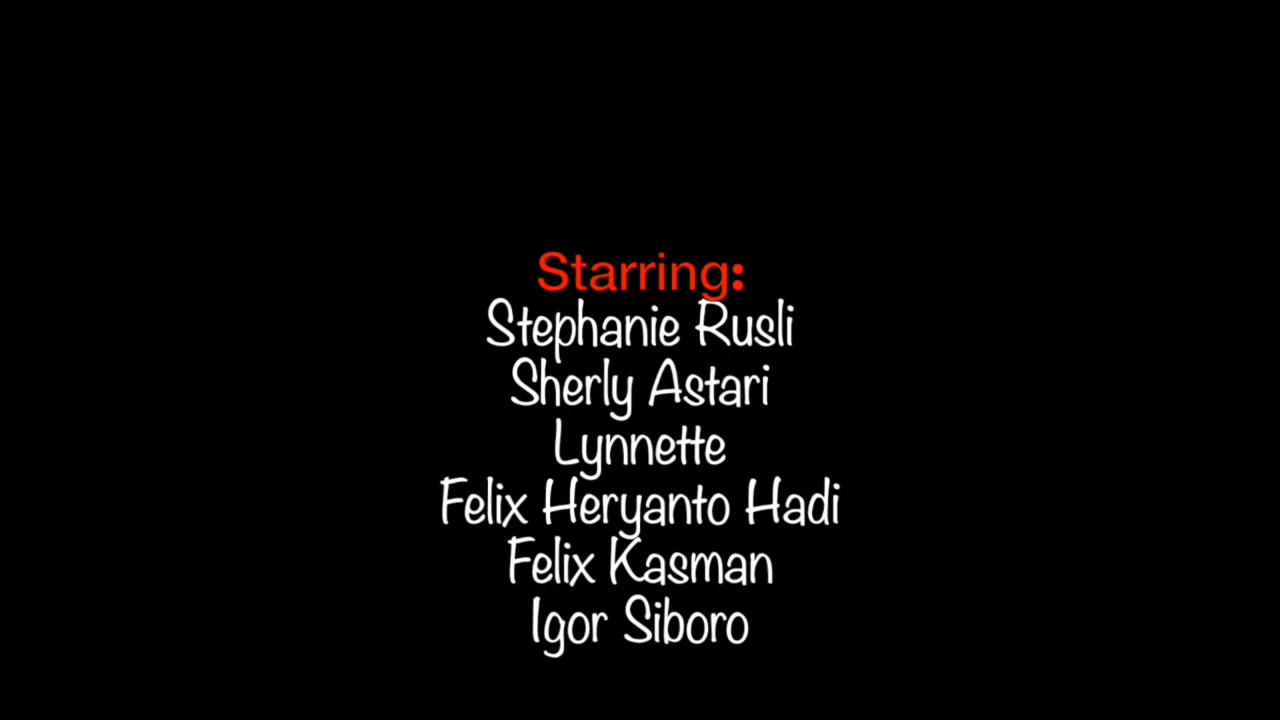 Starring:
Stephanie Rusli
Sherly Astari
Lynnette
Felix Heryanto Hadi
Felix Kasman
Igor Siboro